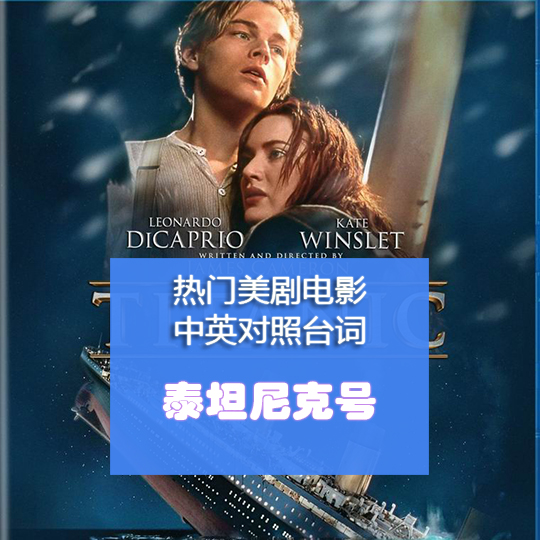 LEONARDO KATE
DiCAPRIO WINSLET
WRITTEN AND DIRECTED BY
热门美剧电影
中英对照台词
泰坦尼克号